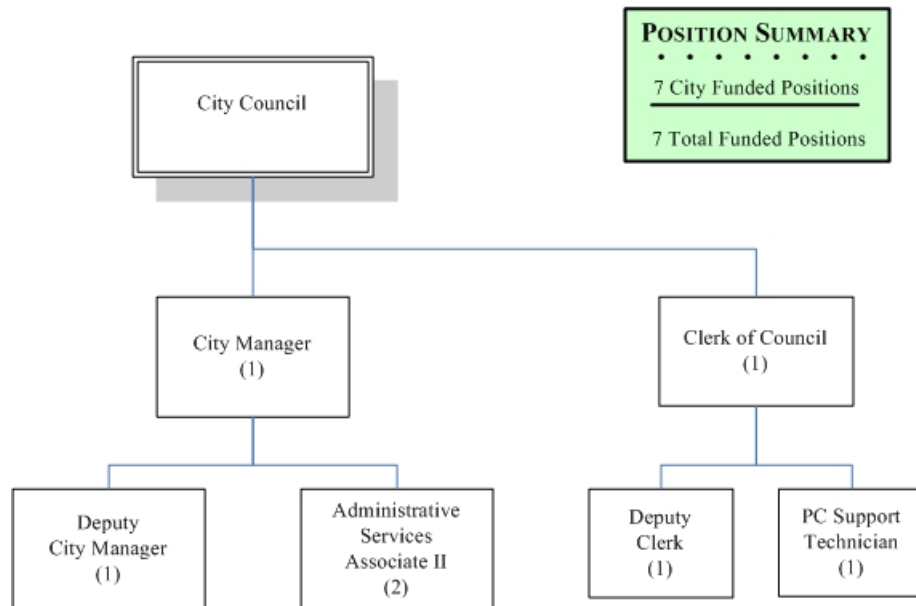 POSITION SUMMARY
7 City Funded Positions
7 Total Funded Positions
City Council
City Manager
(1)
Clerk of Council
(1)
Deputy
City Manager
(1)
Administrative
Services
Associate II
(2)
Deputy
Clerk
(1)
PC Support
Technician
(1)